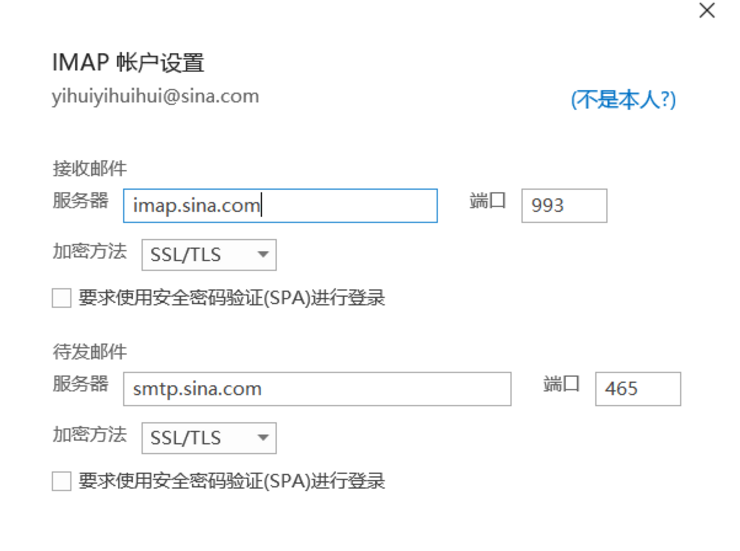 IMAP 帐户设置
yihuiyihuihui@sina.com (不是本人?)
接收邮件
服务器 imap.sina.com 端口 993
加密方法 SSL/TLS
要求使用安全密码验证(SPA)进行登录
待发邮件
服务器 smtp.sina.com 端口 465
加密方法 SSL/TLS
要求使用安全密码验证(SPA)进行登录